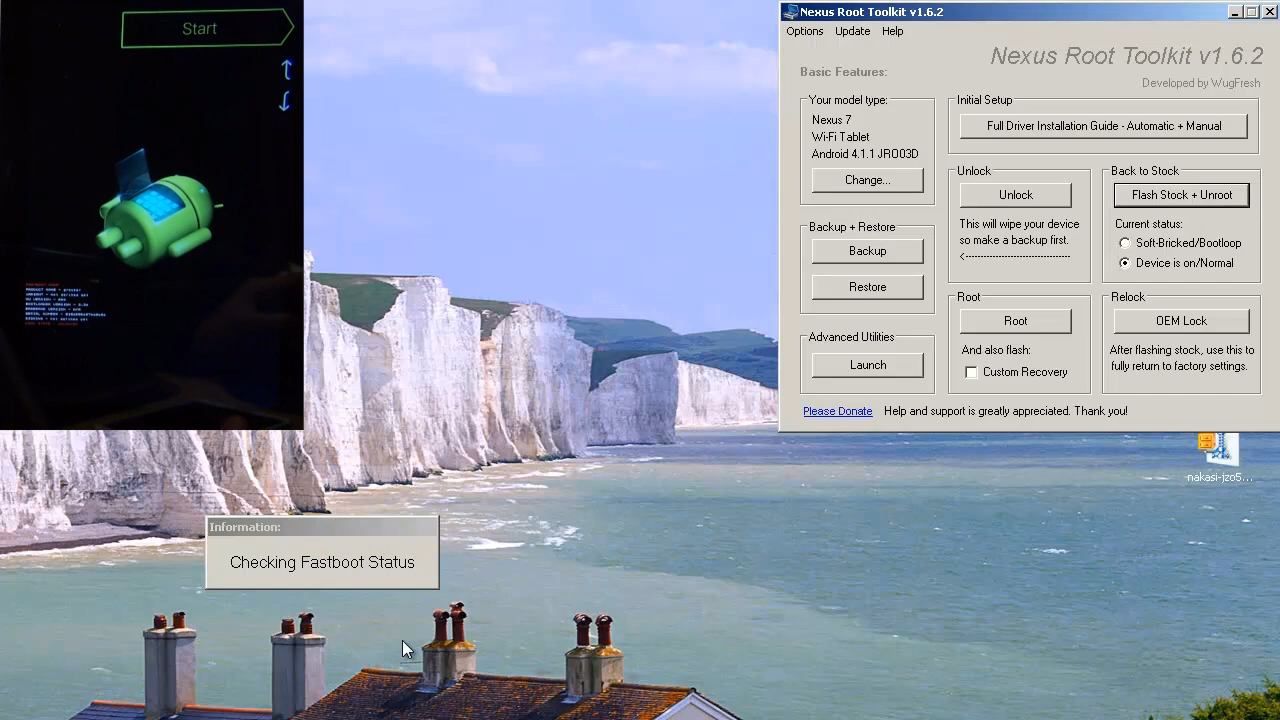 Start
Nexus Root Toolkit v1.6.2
Options Update Help
Nexus Root Toolkit v1.6.2
Developed by WugFresh
Basic Features:
Your model type:
Nexus 7
Wi-Fi Tablet
Android 4.1.1 JRO03D
Change...
Initial Setup
Full Driver Installation Guide - Automatic + Manual
Backup + Restore
Backup
Restore
Unlock
Unlock
This will wipe your device
so make a backup first.
<----------------------------
Back to Stock
Flash Stock + Unroot
Current status:
Soft-Bricked/Bootloop
Device is Normal
Advanced Utilities
Launch
Root
Root
And also flash:
Custom Recovery
Relock
OEM Lock
After flashing stock, use this to
fully return to factory settings.
Please Donate Help and support is greatly appreciated. Thank you!
nakasi-jzo5...
Information:
Checking Fastboot Status